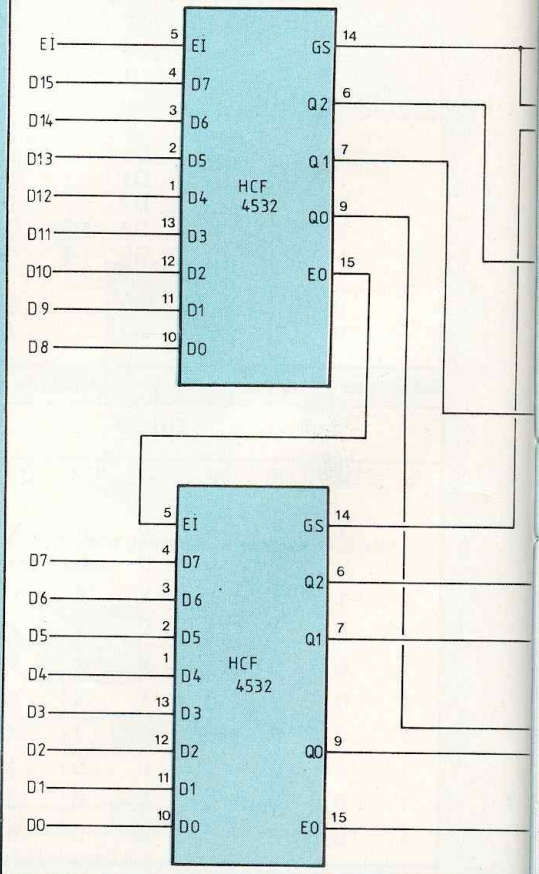 EI 5 EI GS 14
D15 4 D7
D14 3 D6 Q2 6
D13 2 D5 Q1 7
D12 1 D4 HCF
4532
D11 13 D3 Q0 9
D10 12 D2 E0 15
D9 11 D1
D8 10 D0
5 EI GS 14
D7 4 D7
D6 3 D6 Q2 6
D5 2 D5 Q1 7
D4 1 D4 HCF
4532
D3 13 D3
D2 12 D2 Q0 9
D1 11 D1
D0 10 D0 E0 15